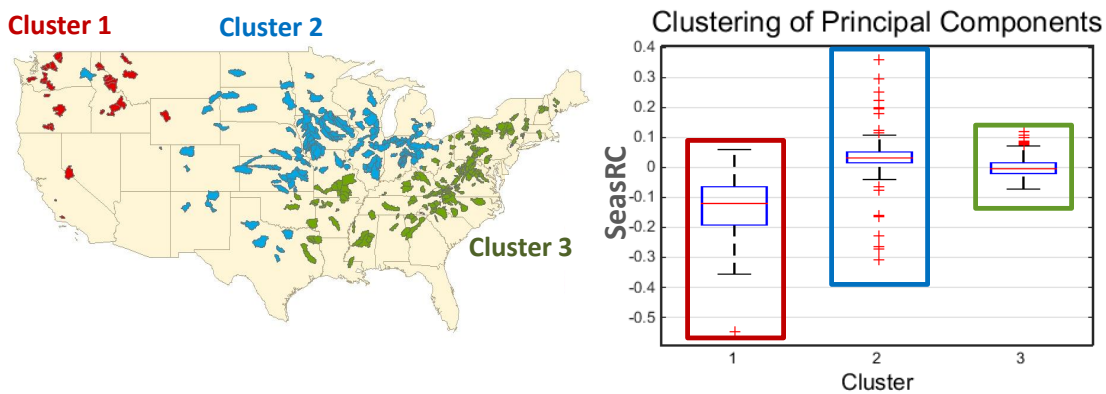 Cluster 1
Cluster 2
Cluster 3
Clustering of Principal Components
SeasRC
0.4
0.3
0.2
0.1
0
-0.1
-0.2
-0.3
-0.4
-0.5
1
2
3
Cluster